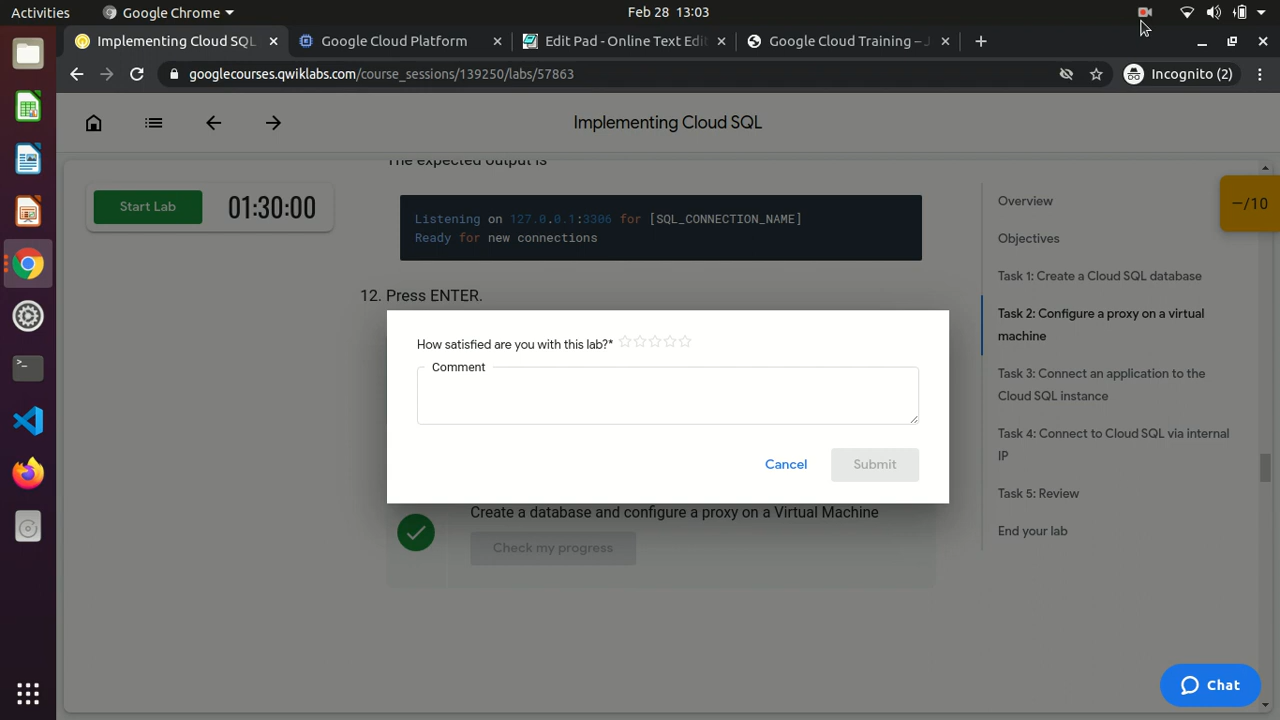 Activities
Google Chrome
Feb 28 13:03
Implementing Cloud SQL
Google Cloud Platform
Edit Pad - Online Text Edit
Google Cloud Training – J
googlecourses.qwiklabs.com/course_sessions/139250/labs/57863
Incognito (2)
Implementing Cloud SQL
The expected output is
Start Lab
01:30:00
Listening on 127.0.0.1:3306 for [SQL_CONNECTION_NAME]
Ready for new connections
12. Press ENTER.
How satisfied are you with this lab?*
Comment
Cancel
Submit
Create a database and configure a proxy on a Virtual Machine
Check my progress
Overview
Objectives
Task 1: Create a Cloud SQL database
Task 2: Configure a proxy on a virtual
machine
Task 3: Connect an application to the
Cloud SQL instance
Task 4: Connect to Cloud SQL via internal
IP
Task 5: Review
End your lab
–/10
Chat